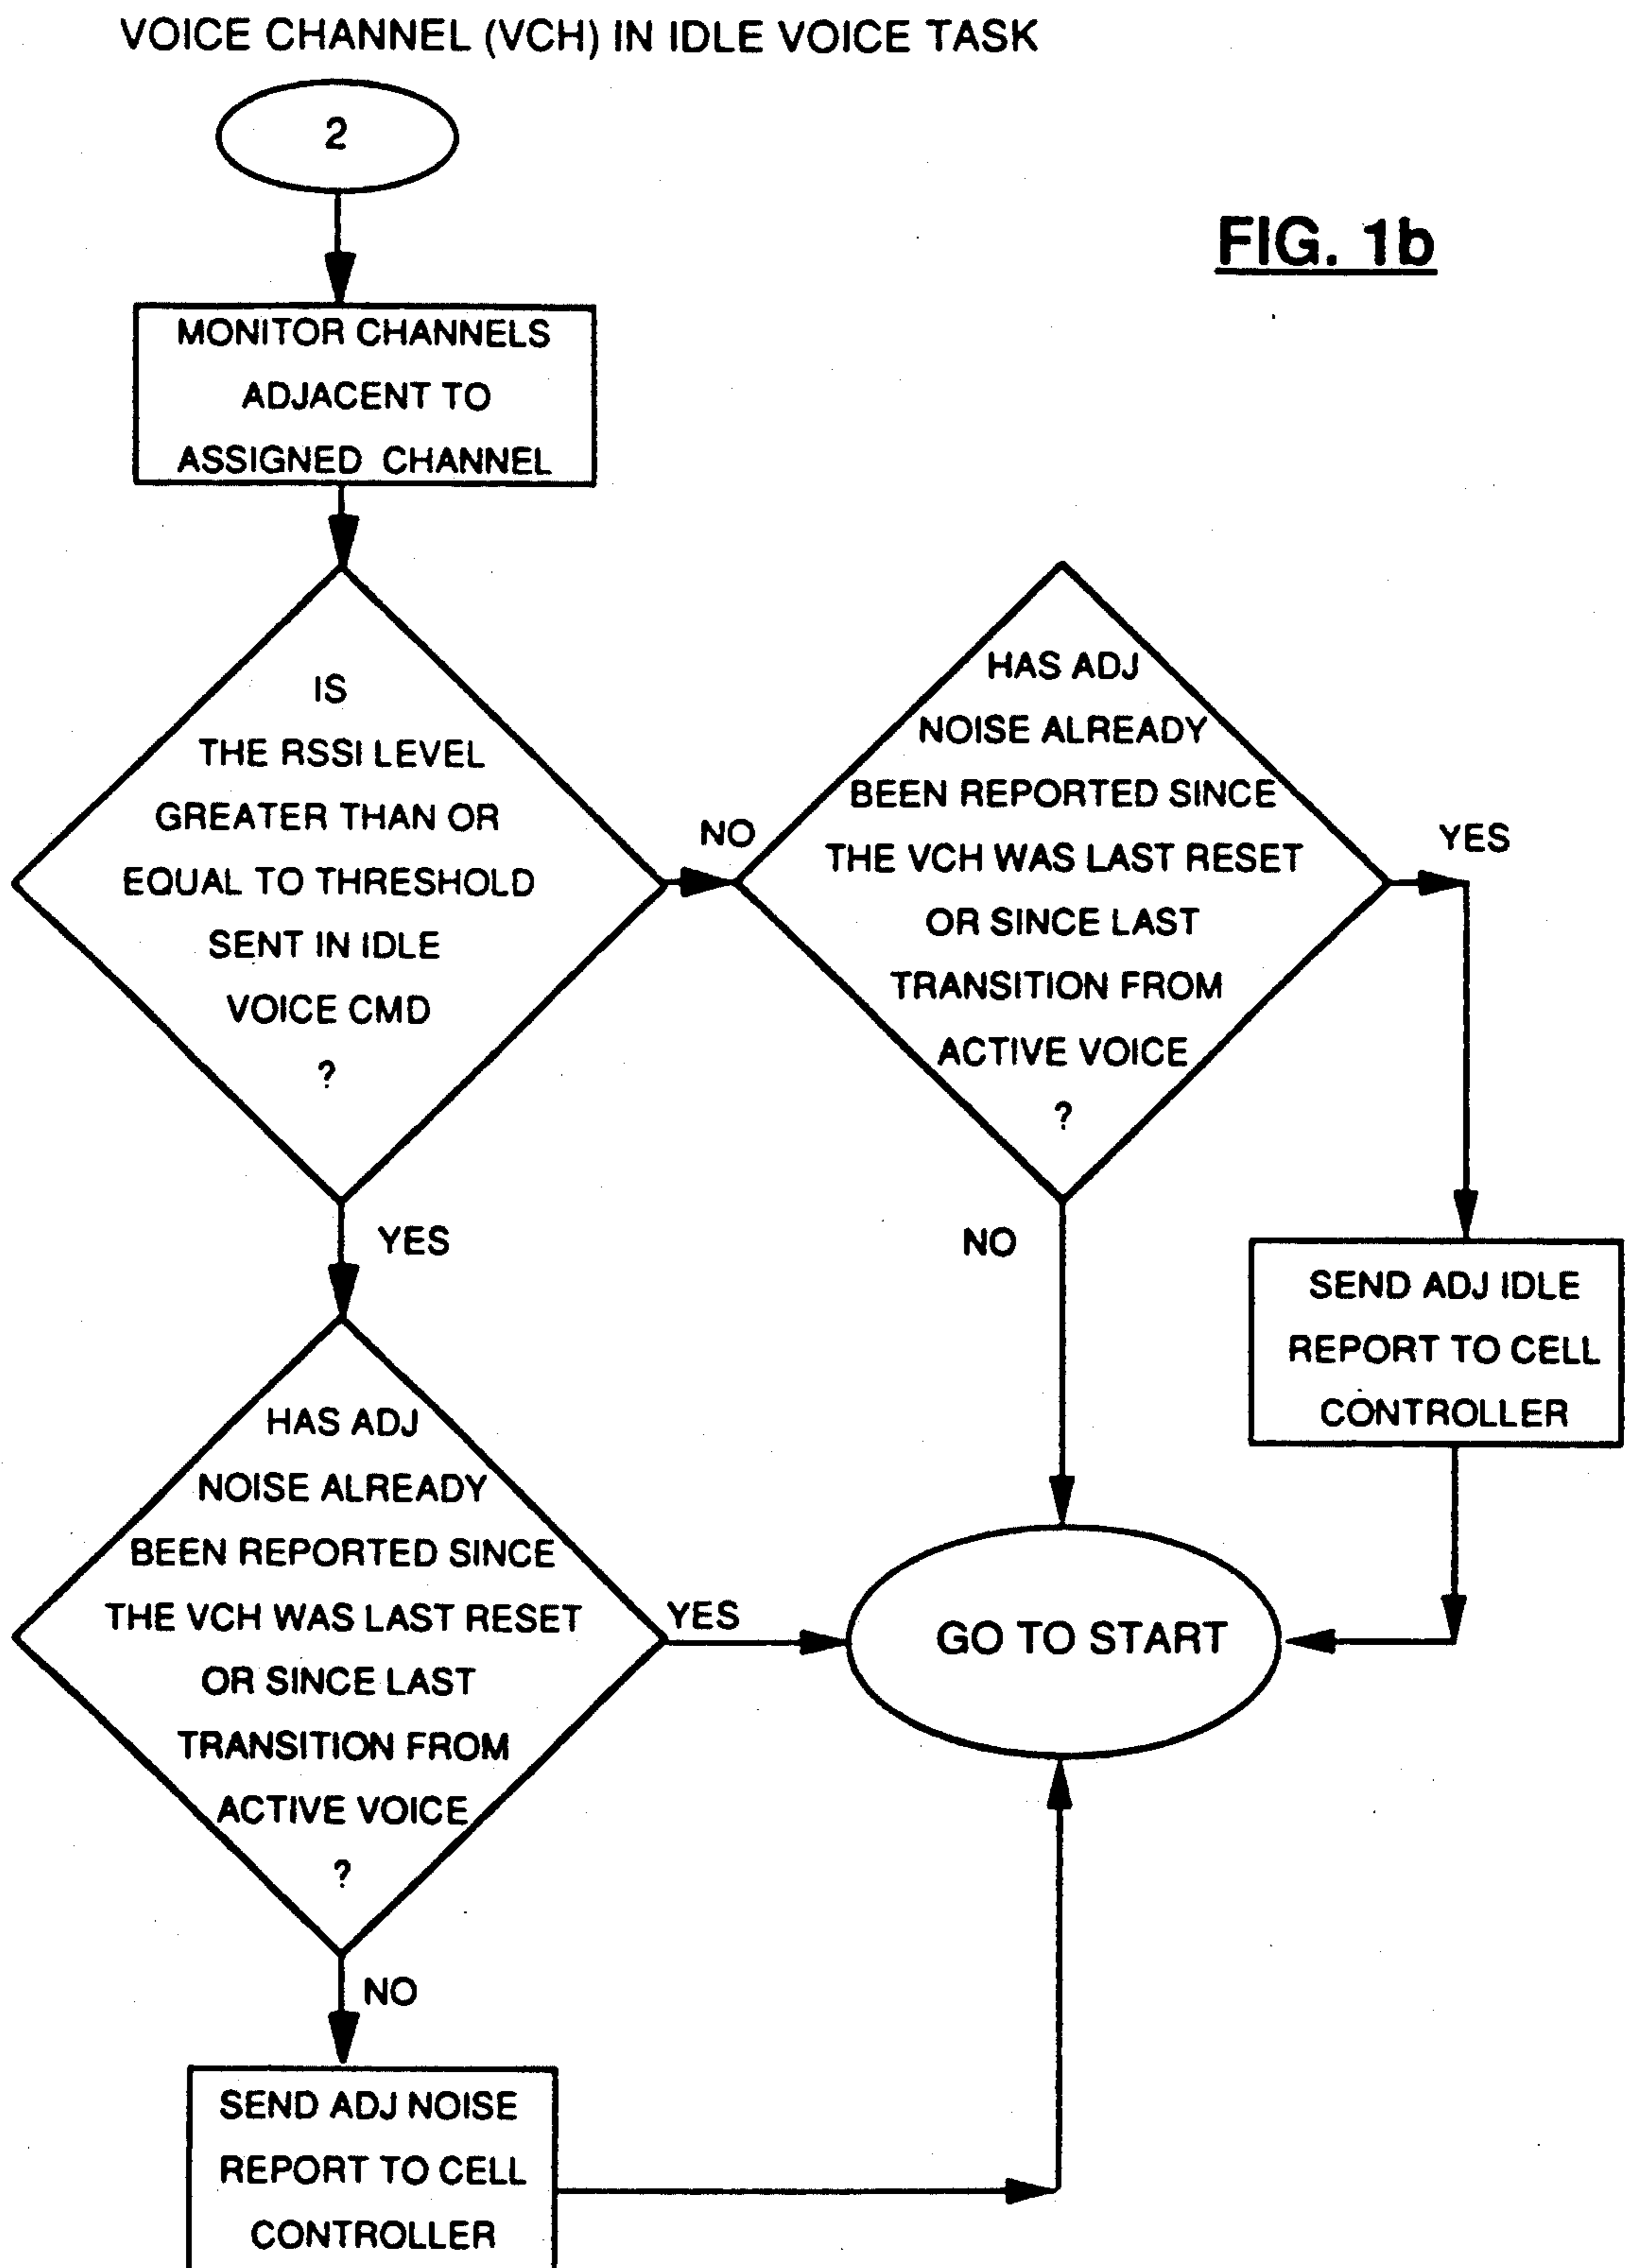 VOICE CHANNEL (VCH) IN IDLE VOICE TASK
2
FIG. 1b
MONITOR CHANNELS
ADJACENT TO
ASSIGNED CHANNEL
IS
THE RSSI LEVEL
GREATER THAN OR
EQUAL TO THRESHOLD
SENT IN IDLE
VOICE CMD
?
NO
HAS ADJ
NOISE ALREADY
BEEN REPORTED SINCE
THE VCH WAS LAST RESET
OR SINCE LAST
TRANSITION FROM
ACTIVE VOICE
?
YES
YES
NO
SEND ADJ IDLE
REPORT TO CELL
CONTROLLER
HAS ADJ
NOISE ALREADY
BEEN REPORTED SINCE
THE VCH WAS LAST RESET
OR SINCE LAST
TRANSITION FROM
ACTIVE VOICE
?
YES
GO TO START
NO
SEND ADJ NOISE
REPORT TO CELL
CONTROLLER